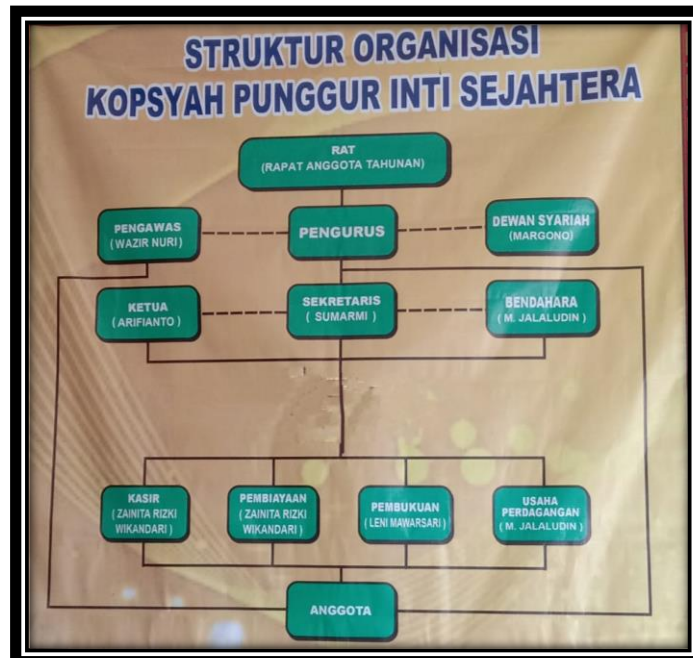 STRUKTUR ORGANISASI
KOPSYAH PUNGGUR INTI SEJAHTERA
RAT
(RAPAT ANGGOTA TAHUNAN)
PENGAWAS
(WAZIR NURI)
PENGURUS
DEWAN SYARIAH
(MARGONO)
KETUA
(ARIFIANTO)
SEKRETARIS
( SUMARMI )
BENDAHARA
( M. JALALUDIN )
KASIR
( ZAINITA RIZKI
WIKANDARI )
PEMBIAYAAN
( ZAINITA RIZKI
WIKANDARI )
PEMBUKUAN
( LENI MAWARSARI )
USAHA
PERDAGANGAN
( M. JALALUDIN )
ANGGOTA